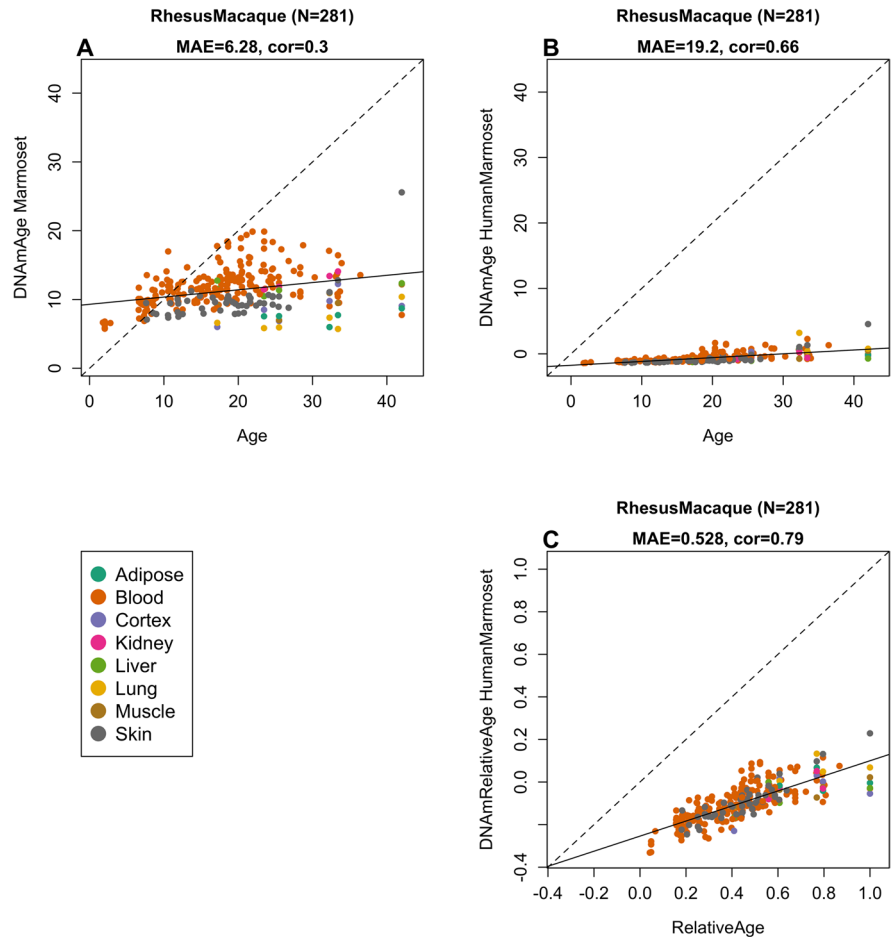 RhesusMacaque (N=281)
A
MAE=6.28, cor=0.3
DNAmAge Marmoset
40
30
20
10
0
0 10 20 30 40
Age
RhesusMacaque (N=281)
B
MAE=19.2, cor=0.66
DNAmAge HumanMarmoset
40
30
20
10
0
0 10 20 30 40
Age
Adipose
Blood
Cortex
Kidney
Liver
Lung
Muscle
Skin
RhesusMacaque (N=281)
C
MAE=0.528, cor=0.79
DNAmRelativeAge HumanMarmoset
1.0
0.8
0.6
0.4
0.2
0.0
-0.4
-0.4 -0.2 0.0 0.2 0.4 0.6 0.8 1.0
RelativeAge